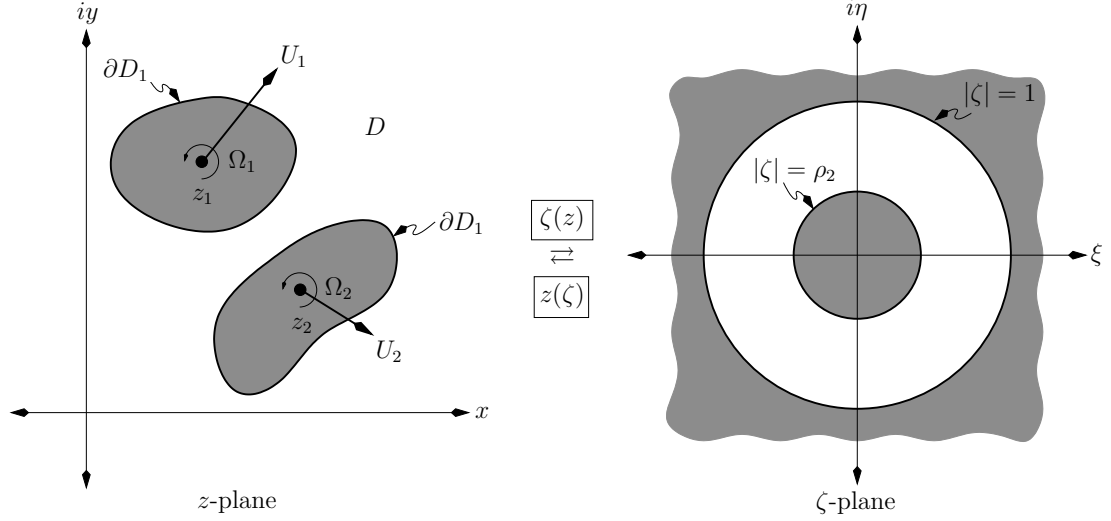 iy
U₁
∂D₁
D
Ω₁
z₁
∂D₁
Ω₂
z₂
U₂
x
z-plane
ζ(z)
⇄
z(ζ)
iη
|ζ| = 1
|ζ| = ρ₂
ξ
ζ-plane